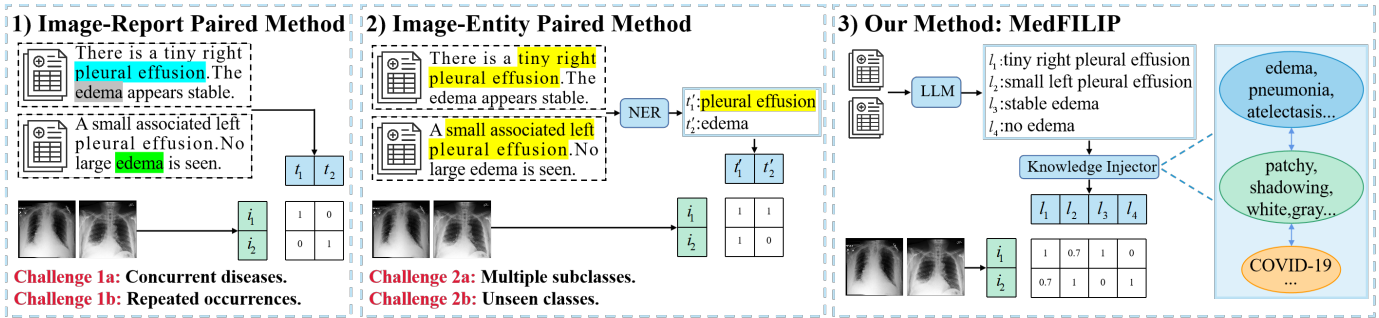 1) Image-Report Paired Method
There is a tiny right
pleural effusion.The
edema appears stable.
A small associated left
pleural effusion.No
large edema is seen.
t1 t2
i1 1 0
i2 0 1
Challenge 1a: Concurrent diseases.
Challenge 1b: Repeated occurrences.
2) Image-Entity Paired Method
There is a tiny right
pleural effusion.The
edema appears stable.
A small associated left
pleural effusion.No
large edema is seen.
NER
t1′:pleural effusion
t2′:edema
t1′ t2′
i1 1 1
i2 1 0
Challenge 2a: Multiple subclasses.
Challenge 2b: Unseen classes.
3) Our Method: MedFILIP
LLM
l1:tiny right pleural effusion
l2:small left pleural effusion
l3:stable edema
l4:no edema
Knowledge Injector
l1 l2 l3 l4
i1 1 0.7 1 0
i2 0.7 1 0 1
edema,
pneumonia,
atelectasis...
patchy,
shadowing,
white,gray...
COVID-19
...